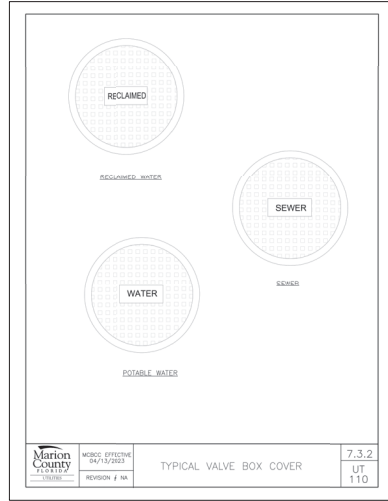 RECLAIMED
RECLAIMED WATER
SEWER
SEWER
WATER
POTABLE WATER
Marion
County
FLORIDA
UTILITIES
MCBCC EFFECTIVE
04/13/2023
REVISION # NA
TYPICAL VALVE BOX COVER
7.3.2
UT
110